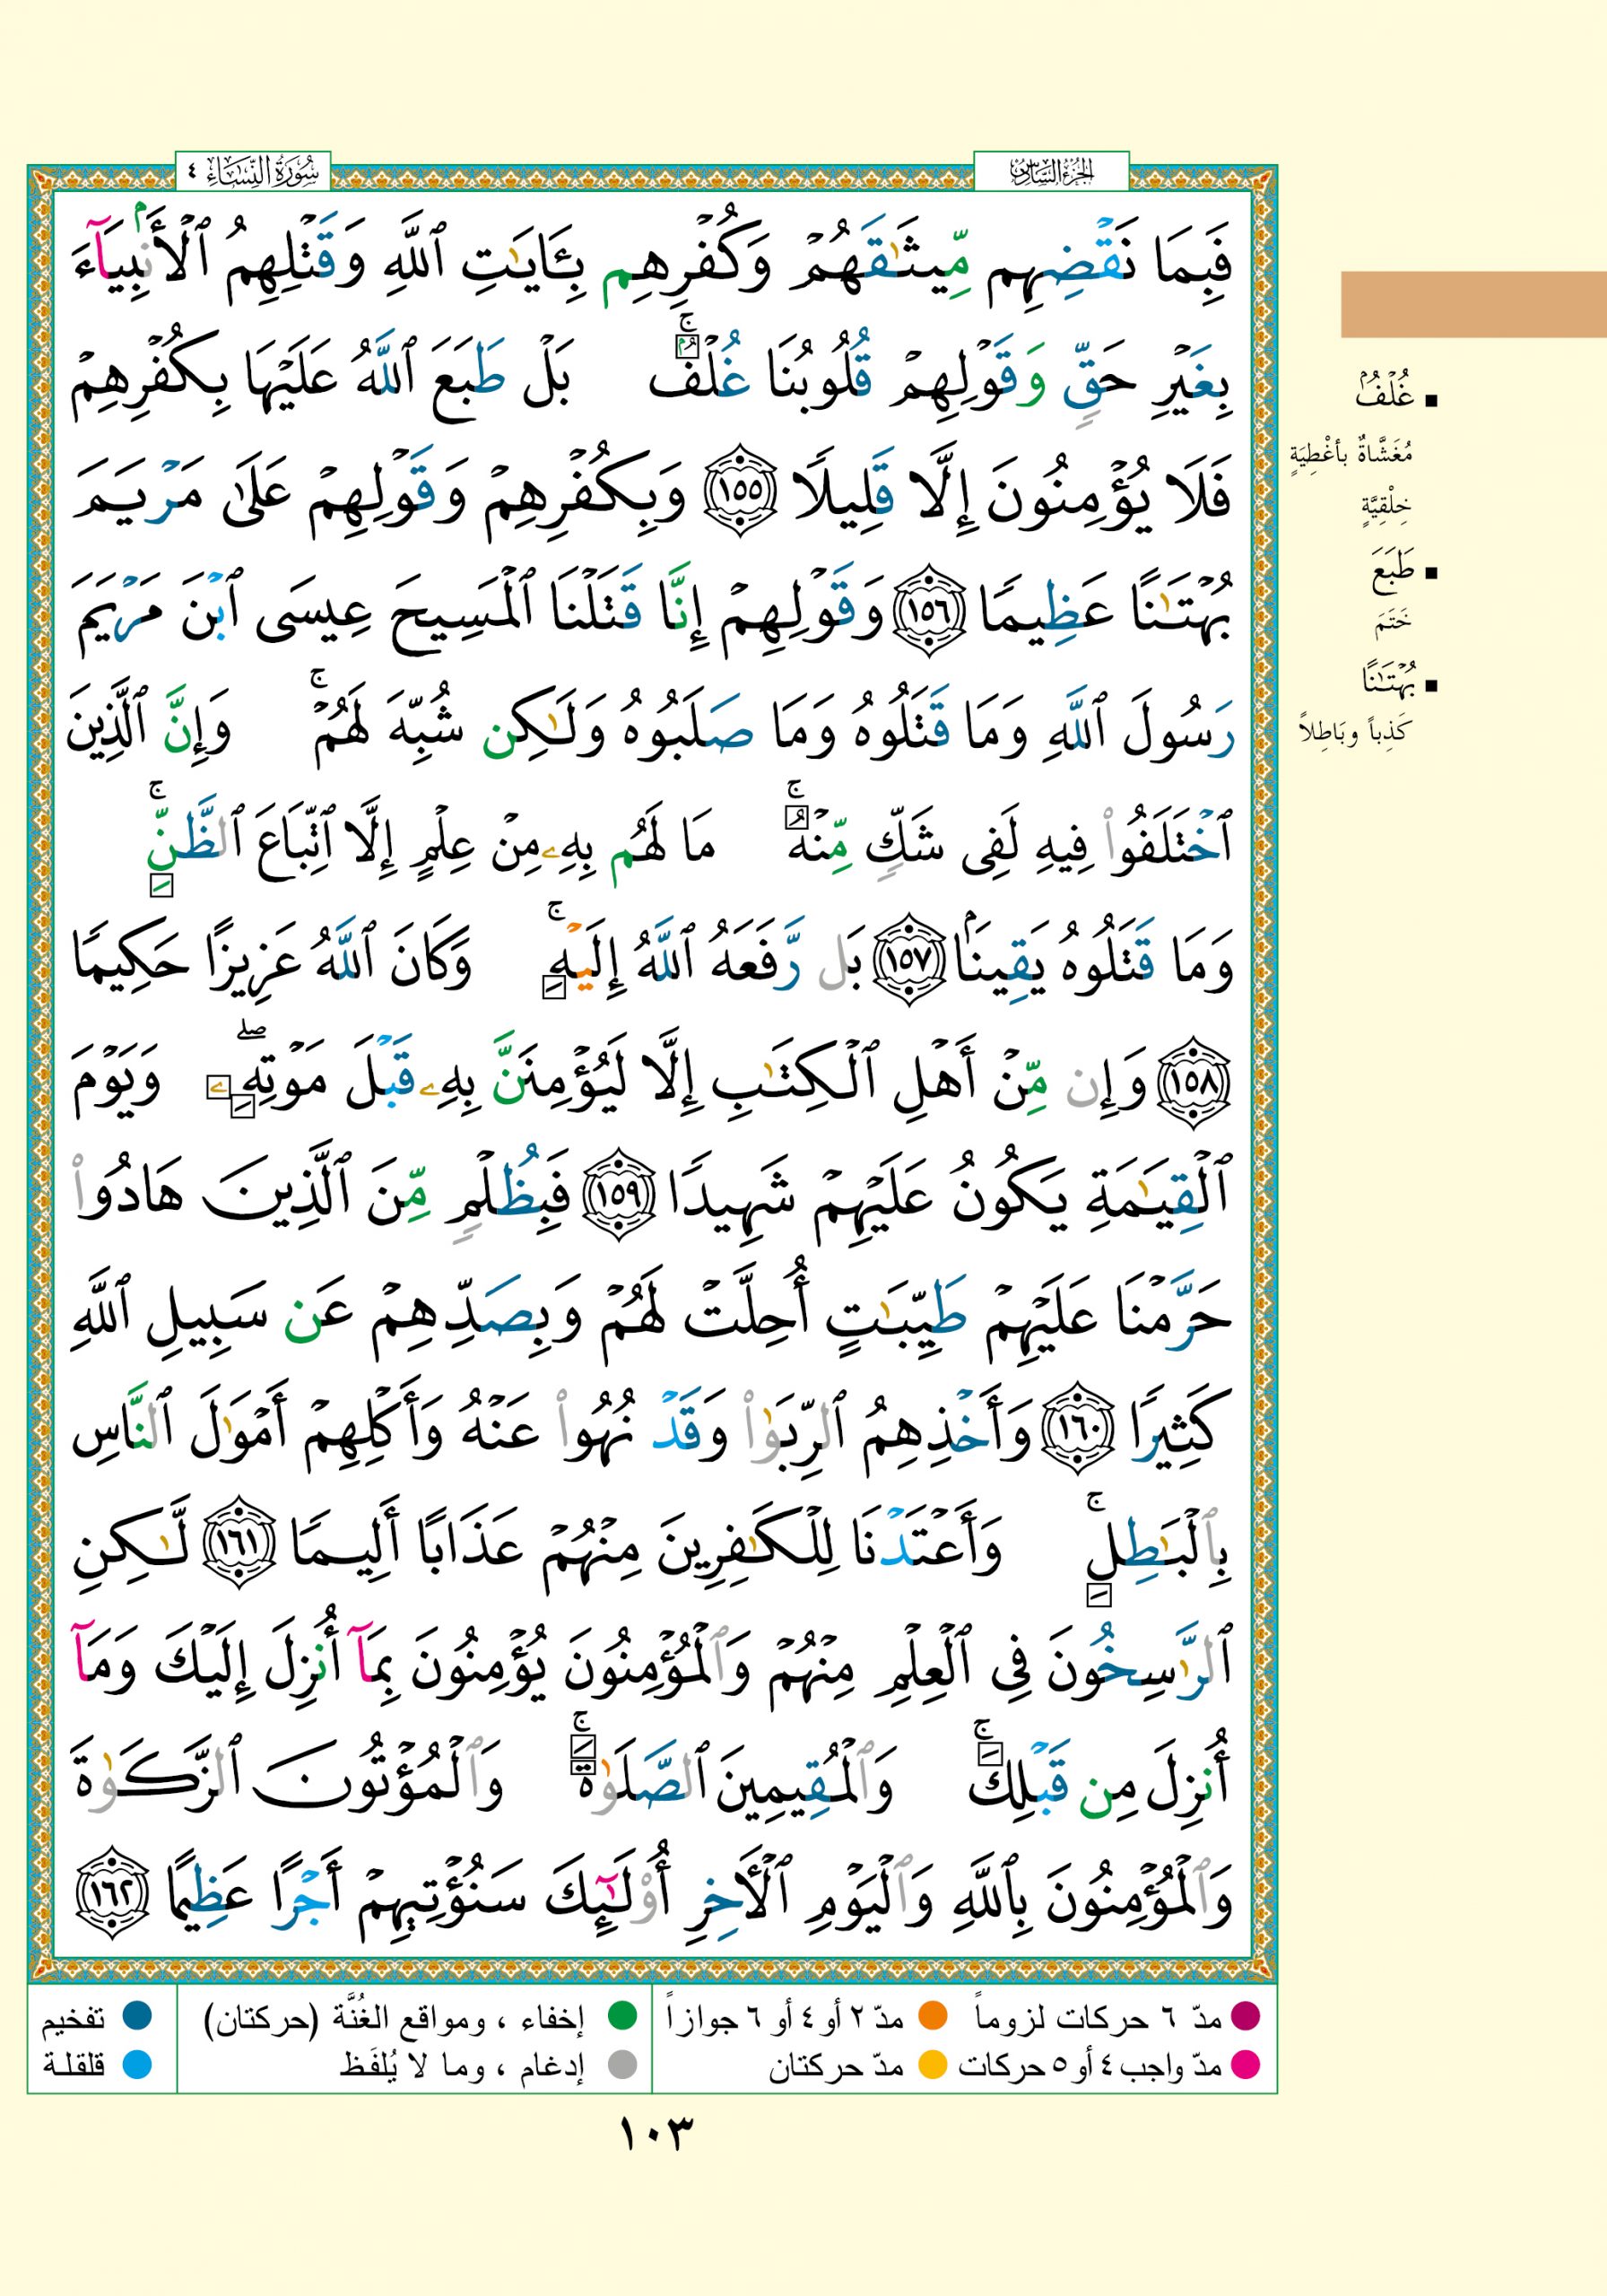 الجزء السادس
سورة النساء ٤
فَبِمَا نَقْضِهِم مِّيثَٰقَهُمْ وَكُفْرِهِم بِـَٔايَٰتِ ٱللَّهِ وَقَتْلِهِمُ ٱلْأَنۢبِيَآءَ
بِغَيْرِ حَقٍّ وَقَوْلِهِمْ قُلُوبُنَا غُلْفٌۢ ۚ بَلْ طَبَعَ ٱللَّهُ عَلَيْهَا بِكُفْرِهِمْ
فَلَا يُؤْمِنُونَ إِلَّا قَلِيلًا ١٥٥ وَبِكُفْرِهِمْ وَقَوْلِهِمْ عَلَىٰ مَرْيَمَ
بُهْتَٰنًا عَظِيمًا ١٥٦ وَقَوْلِهِمْ إِنَّا قَتَلْنَا ٱلْمَسِيحَ عِيسَى ٱبْنَ مَرْيَمَ
رَسُولَ ٱللَّهِ وَمَا قَتَلُوهُ وَمَا صَلَبُوهُ وَلَٰكِن شُبِّهَ لَهُمْ ۚ وَإِنَّ ٱلَّذِينَ
ٱخْتَلَفُوا۟ فِيهِ لَفِى شَكٍّ مِّنْهُ ۚ مَا لَهُم بِهِۦ مِنْ عِلْمٍ إِلَّا ٱتِّبَاعَ ٱلظَّنِّ ۚ
وَمَا قَتَلُوهُ يَقِينًۢا ١٥٧ بَل رَّفَعَهُ ٱللَّهُ إِلَيْهِ ۚ وَكَانَ ٱللَّهُ عَزِيزًا حَكِيمًا
١٥٨ وَإِن مِّنْ أَهْلِ ٱلْكِتَٰبِ إِلَّا لَيُؤْمِنَنَّ بِهِۦ قَبْلَ مَوْتِهِۦ ۖ وَيَوْمَ
ٱلْقِيَٰمَةِ يَكُونُ عَلَيْهِمْ شَهِيدًا ١٥٩ فَبِظُلْمٍ مِّنَ ٱلَّذِينَ هَادُوا۟
حَرَّمْنَا عَلَيْهِمْ طَيِّبَٰتٍ أُحِلَّتْ لَهُمْ وَبِصَدِّهِمْ عَن سَبِيلِ ٱللَّهِ
كَثِيرًا ١٦٠ وَأَخْذِهِمُ ٱلرِّبَوٰا۟ وَقَدْ نُهُوا۟ عَنْهُ وَأَكْلِهِمْ أَمْوَٰلَ ٱلنَّاسِ
بِٱلْبَٰطِلِ ۚ وَأَعْتَدْنَا لِلْكَٰفِرِينَ مِنْهُمْ عَذَابًا أَلِيمًا ١٦١ لَّٰكِنِ
ٱلرَّٰسِخُونَ فِى ٱلْعِلْمِ مِنْهُمْ وَٱلْمُؤْمِنُونَ يُؤْمِنُونَ بِمَآ أُنزِلَ إِلَيْكَ وَمَآ
أُنزِلَ مِن قَبْلِكَ ۚ وَٱلْمُقِيمِينَ ٱلصَّلَوٰةَ ۚ وَٱلْمُؤْتُونَ ٱلزَّكَوٰةَ
وَٱلْمُؤْمِنُونَ بِٱللَّهِ وَٱلْيَوْمِ ٱلْأَخِرِ أُو۟لَٰٓئِكَ سَنُؤْتِيهِمْ أَجْرًا عَظِيمًا ١٦٢
غُلْفٌۢ
مُغَشَّاةٌ بأغْطِيَةٍ
خِلْقِيَّةٍ
طَبَعَ
خَتَمَ
بُهْتَٰنًا
كَذِباً وبَاطِلاً
مدّ ٦ حركات لزوماً
مدّ ٢ أو ٤ أو ٦ جوازاً
إخفاء ، ومواقع الغُنَّة (حركتان)
تفخيم
مدّ واجب ٤ أو ٥ حركات
مدّ حركتان
إدغام ، وما لا يُلفَظ
قلقلة
١٠٣